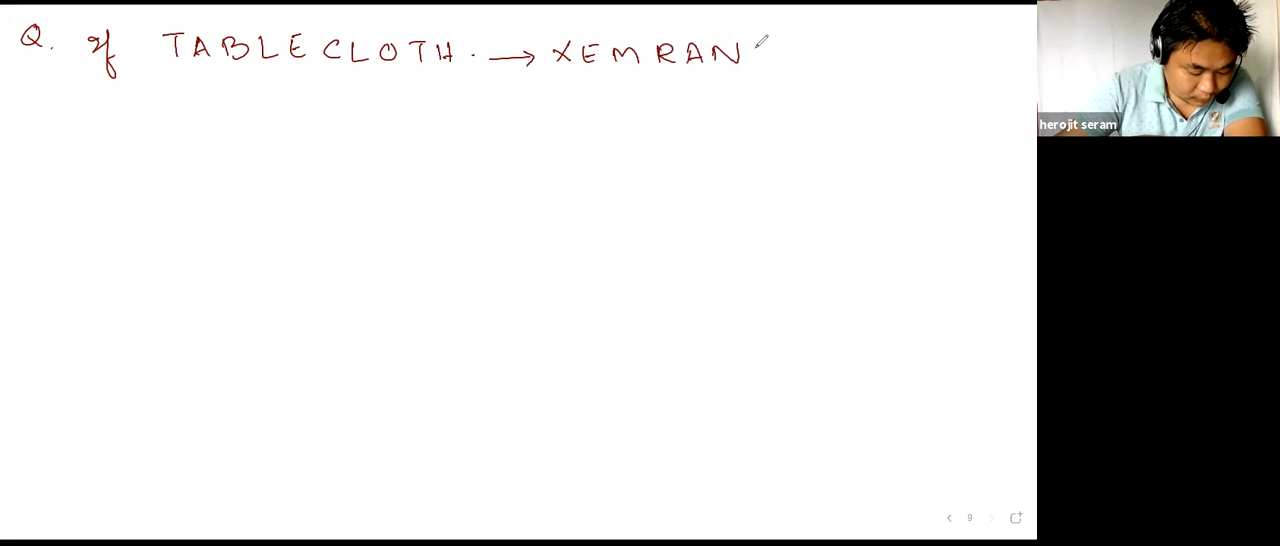 Q. If TABLECLOTH. → XEMRAN
herojit seram
9